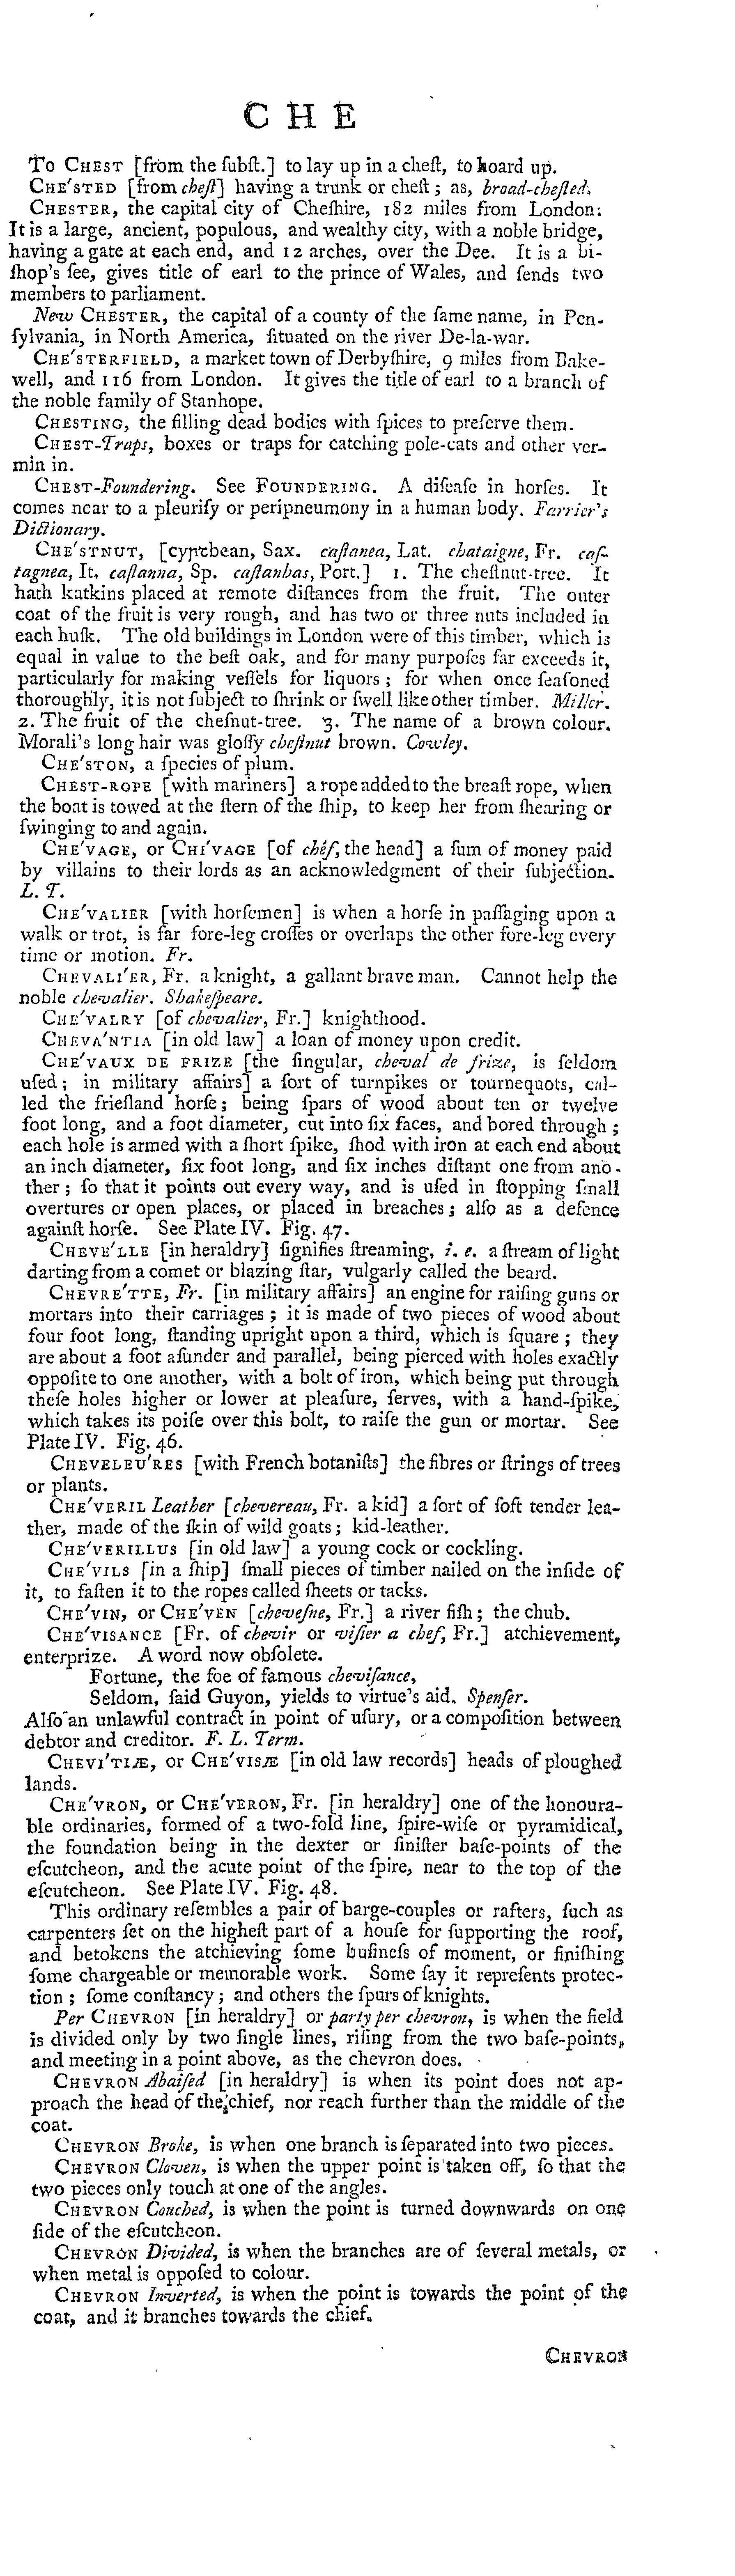 C H E
To CHEST [from the ſubſt.] to lay up in a cheſt, to hoard up.
CHE′STED [from cheſt] having a trunk or cheſt; as, broad-cheſted.
CHESTER, the capital city of Cheſhire, 182 miles from London:
It is a large, ancient, populous, and wealthy city, with a noble bridge,
having a gate at each end, and 12 arches, over the Dee. It is a bi-
ſhop's ſee, gives title of earl to the prince of Wales, and ſends two
members to parliament.
New CHESTER, the capital of a county of the ſame name, in Pen-
ſylvania, in North America, ſituated on the river De-la-war.
CHE′STERFIELD, a market town of Derbyſhire, 9 miles from Bake-
well, and 116 from London. It gives the title of earl to a branch of
the noble family of Stanhope.
CHESTING, the filling dead bodies with ſpices to preſerve them.
CHEST-Traps, boxes or traps for catching pole-cats and other ver-
min in.
CHEST-Foundering. See FOUNDERING. A diſeaſe in horſes. It
comes near to a pleuriſy or peripneumony in a human body. Farrier's
Dictionary.
CHE′STNUT, [cyrtbean, Sax. caſtanea, Lat. chataigne, Fr. caſ-
tagnea, It. caſtanna, Sp. caſtanhas, Port.] 1. The cheſtnut-tree. It
hath katkins placed at remote diſtances from the fruit. The outer
coat of the fruit is very rough, and has two or three nuts included in
each huſk. The old buildings in London were of this timber, which is
equal in value to the beſt oak, and for many purpoſes far exceeds it,
particularly for making veſſels for liquors; for when once ſeaſoned
thoroughly, it is not ſubject to ſhrink or ſwell like other timber. Miller.
2. The fruit of the cheſnut-tree. 3. The name of a brown colour.
Morali's long hair was gloſſy cheſtnut brown. Cowley.
CHE′STON, a ſpecies of plum.
CHEST-ROPE [with mariners] a rope added to the breaſt rope, when
the boat is towed at the ſtern of the ſhip, to keep her from ſhearing or
ſwinging to and again.
CHE′VAGE, or CHI′VAGE [of chéf, the head] a ſum of money paid
by villains to their lords as an acknowledgment of their ſubjection.
L. T.
CHE′VALIER [with horſemen] is when a horſe in paſſaging upon a
walk or trot, is far fore-leg croſſes or overlaps the other fore-leg every
time or motion. Fr.
CHEVALI′ER, Fr. a knight, a gallant brave man. Cannot help the
noble chevalier. Shakeſpeare.
CHE′VALRY [of chevalier, Fr.] knighthood.
CHEVA′NTIA [in old law] a loan of money upon credit.
CHE′VAUX DE FRIZE [the ſingular, cheval de frize, is ſeldom
uſed; in military affairs] a ſort of turnpikes or tournequots, cal-
led the frieſland horſe; being ſpars of wood about ten or twelve
foot long, and a foot diameter, cut into ſix faces, and bored through;
each hole is armed with a ſhort ſpike, ſhod with iron at each end about
an inch diameter, ſix foot long, and ſix inches diſtant one from ano-
ther; ſo that it points out every way, and is uſed in ſtopping ſmall
overtures or open places, or placed in breaches; alſo as a defence
againſt horſe. See Plate IV. Fig. 47.
CHEVE′LLE [in heraldry] ſignifies ſtreaming, i. e. a ſtream of light
darting from a comet or blazing ſtar, vulgarly called the beard.
CHEVRE′TTE, Fr. [in military affairs] an engine for raiſing guns or
mortars into their carriages; it is made of two pieces of wood about
four foot long, ſtanding upright upon a third, which is ſquare; they
are about a foot aſunder and parallel, being pierced with holes exactly
oppoſite to one another, with a bolt of iron, which being put through
theſe holes higher or lower at pleaſure, ſerves, with a hand-ſpike,
which takes its poiſe over this bolt, to raiſe the gun or mortar. See
Plate IV. Fig. 46.
CHEVELEU′RES [with French botaniſts] the fibres or ſtrings of trees
or plants.
CHE′VERIL Leather [chevereau, Fr. a kid] a ſort of ſoft tender lea-
ther, made of the ſkin of wild goats; kid-leather.
CHE′VERILLUS [in old law] a young cock or cockling.
CHE′VILS [in a ſhip] ſmall pieces of timber nailed on the inſide of
it, to faſten it to the ropes called ſheets or tacks.
CHE′VIN, or CHE′VEN [cheveſne, Fr.] a river fiſh; the chub.
CHE′VISANCE [Fr. of chevir or viſier a chef, Fr.] atchievement,
enterprize. A word now obſolete.
Fortune, the foe of famous cheviſance,
Seldom, ſaid Guyon, yields to virtue's aid. Spenſer.
Alſo an unlawful contract in point of uſury, or a compoſition between
debtor and creditor. F. L. Term.
CHEVI′TIÆ, or CHE′VISÆ [in old law records] heads of ploughed
lands.
CHE′VRON, or CHE′VERON, Fr. [in heraldry] one of the honoura-
ble ordinaries, formed of a two-fold line, ſpire-wiſe or pyramidical,
the foundation being in the dexter or ſiniſter baſe-points of the
eſcutcheon, and the acute point of the ſpire, near to the top of the
eſcutcheon. See Plate IV. Fig. 48.
This ordinary reſembles a pair of barge-couples or rafters, ſuch as
carpenters ſet on the higheſt part of a houſe for ſupporting the roof,
and betokens the atchieving ſome buſineſs of moment, or finiſhing
ſome chargeable or memorable work. Some ſay it repreſents protec-
tion; ſome conſtancy; and others the ſpurs of knights.
Per CHEVRON [in heraldry] or party per chevron, is when the field
is divided only by two ſingle lines, riſing from the two baſe-points,
and meeting in a point above, as the chevron does.
CHEVRON Abaiſed [in heraldry] is when its point does not ap-
proach the head of the chief, nor reach further than the middle of the
coat.
CHEVRON Broke, is when one branch is ſeparated into two pieces.
CHEVRON Cloven, is when the upper point is taken off, ſo that the
two pieces only touch at one of the angles.
CHEVRON Couched, is when the point is turned downwards on one
ſide of the eſcutcheon.
CHEVRON Divided, is when the branches are of ſeveral metals, or
when metal is oppoſed to colour.
CHEVRON Inverted, is when the point is towards the point of the
coat, and it branches towards the chief.
CHEVRON